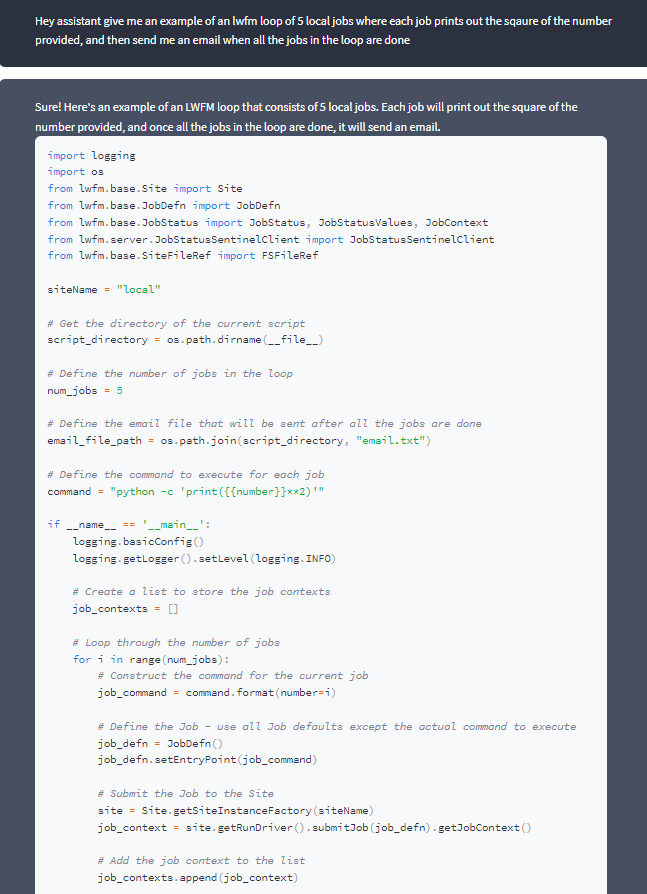 Hey assistant give me an example of an lwfm loop of 5 local jobs where each job prints out the sqaure of the number
provided, and then send me an email when all the jobs in the loop are done
Sure! Here's an example of an LWFM loop that consists of 5 local jobs. Each job will print out the square of the
number provided, and once all the jobs in the loop are done, it will send an email.
import logging
import os
from lwfm.base.Site import Site
from lwfm.base.JobDefn import JobDefn
from lwfm.base.JobStatus import JobStatus, JobStatusValues, JobContext
from lwfm.server.JobStatusSentinelClient import JobStatusSentinelClient
from lwfm.base.SiteFileRef import FSFileRef
siteName = "local"
# Get the directory of the current script
script_directory = os.path.dirname(__file__)
# Define the number of jobs in the loop
num_jobs = 5
# Define the email file that will be sent after all the jobs are done
email_file_path = os.path.join(script_directory, "email.txt")
# Define the command to execute for each job
command = "python -c 'print({{number}}**2)'"
if __name__ == '__main__':
    logging.basicConfig()
    logging.getLogger().setLevel(logging.INFO)
    # Create a list to store the job contexts
    job_contexts = []
    # Loop through the number of jobs
    for i in range(num_jobs):
        # Construct the command for the current job
        job_command = command.format(number=i)
        # Define the Job - use all Job defaults except the actual command to execute
        job_defn = JobDefn()
        job_defn.setEntryPoint(job_command)
        # Submit the Job to the Site
        site = Site.getSiteInstanceFactory(siteName)
        job_context = site.getRunDriver().submitJob(job_defn).getJobContext()
        # Add the job context to the list
        job_contexts.append(job_context)